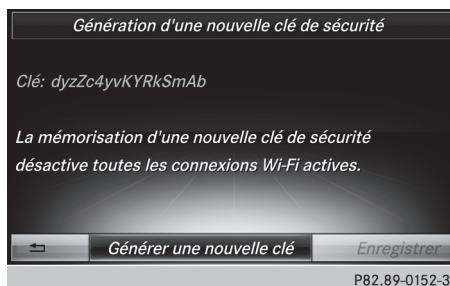 Génération d'une nouvelle clé de sécurité
Clé: dyzZc4yvKYRkSmAb
La mémorisation d'une nouvelle clé de sécurité
désactive toutes les connexions Wi-Fi actives.
Générer une nouvelle clé
Enregistrer
P82.89-0152-3